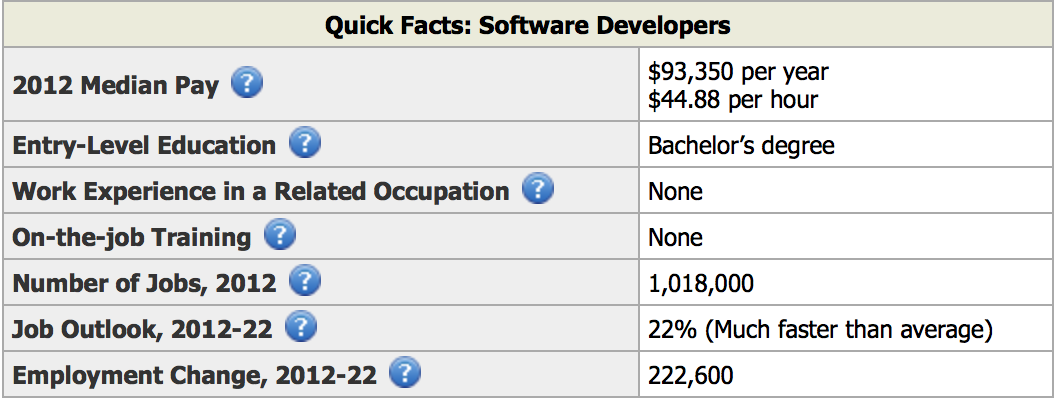 Quick Facts: Software Developers
2012 Median Pay ?
$93,350 per year
$44.88 per hour
Entry-Level Education ?
Bachelor’s degree
Work Experience in a Related Occupation ?
None
On-the-job Training ?
None
Number of Jobs, 2012 ?
1,018,000
Job Outlook, 2012-22 ?
22% (Much faster than average)
Employment Change, 2012-22 ?
222,600